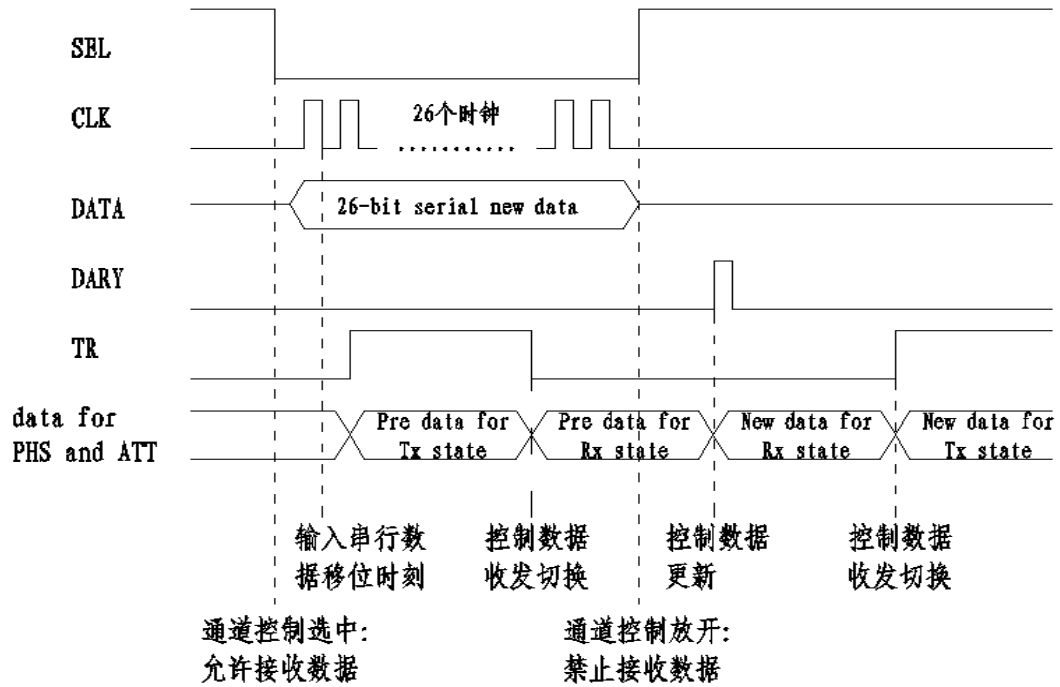 SEL
CLK
26个时钟
DATA
26-bit serial new data
DARY
TR
data for
PHS and ATT
Pre data for
Tx state
Pre data for
Rx state
New data for
Rx state
New data for
Tx state
输入串行数
据移位时刻
控制数据
收发切换
控制数据
更新
控制数据
收发切换
通道控制选中:
允许接收数据
通道控制放开:
禁止接收数据